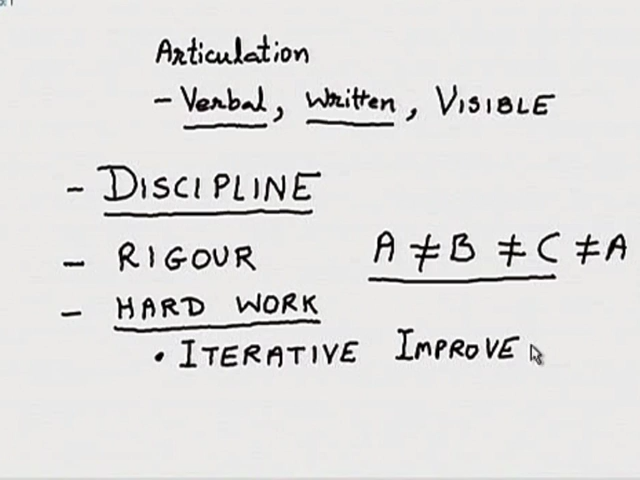 Articulation
- Verbal, Written, VISIBLE
- DISCIPLINE
- RIGOUR A ≠ B ≠ C ≠ A
- HARD WORK
• ITERATIVE IMPROVE